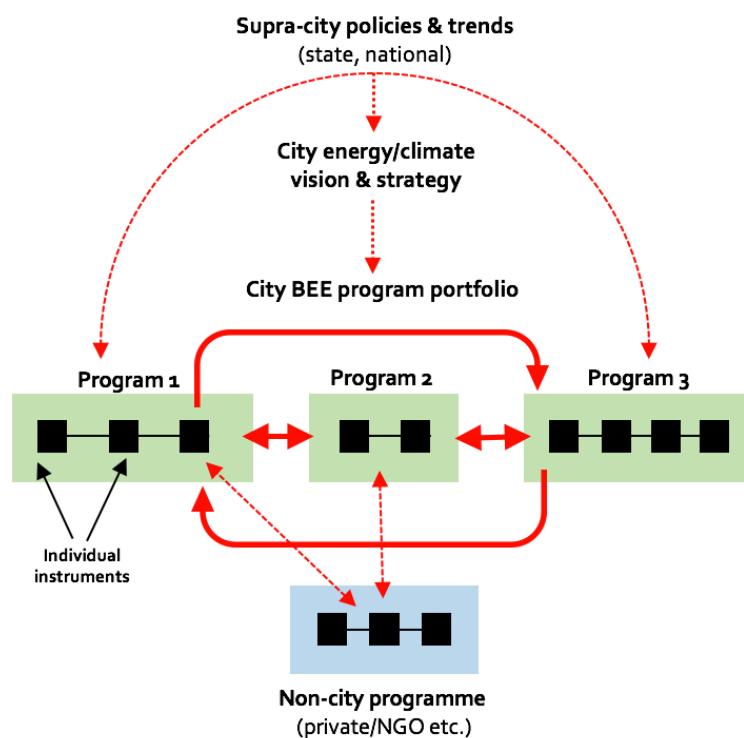 Supra-city policies & trends
(state, national)
City energy/climate
vision & strategy
City BEE program portfolio
Program 1
Program 2
Program 3
Individual
instruments
Non-city programme
(private/NGO etc.)